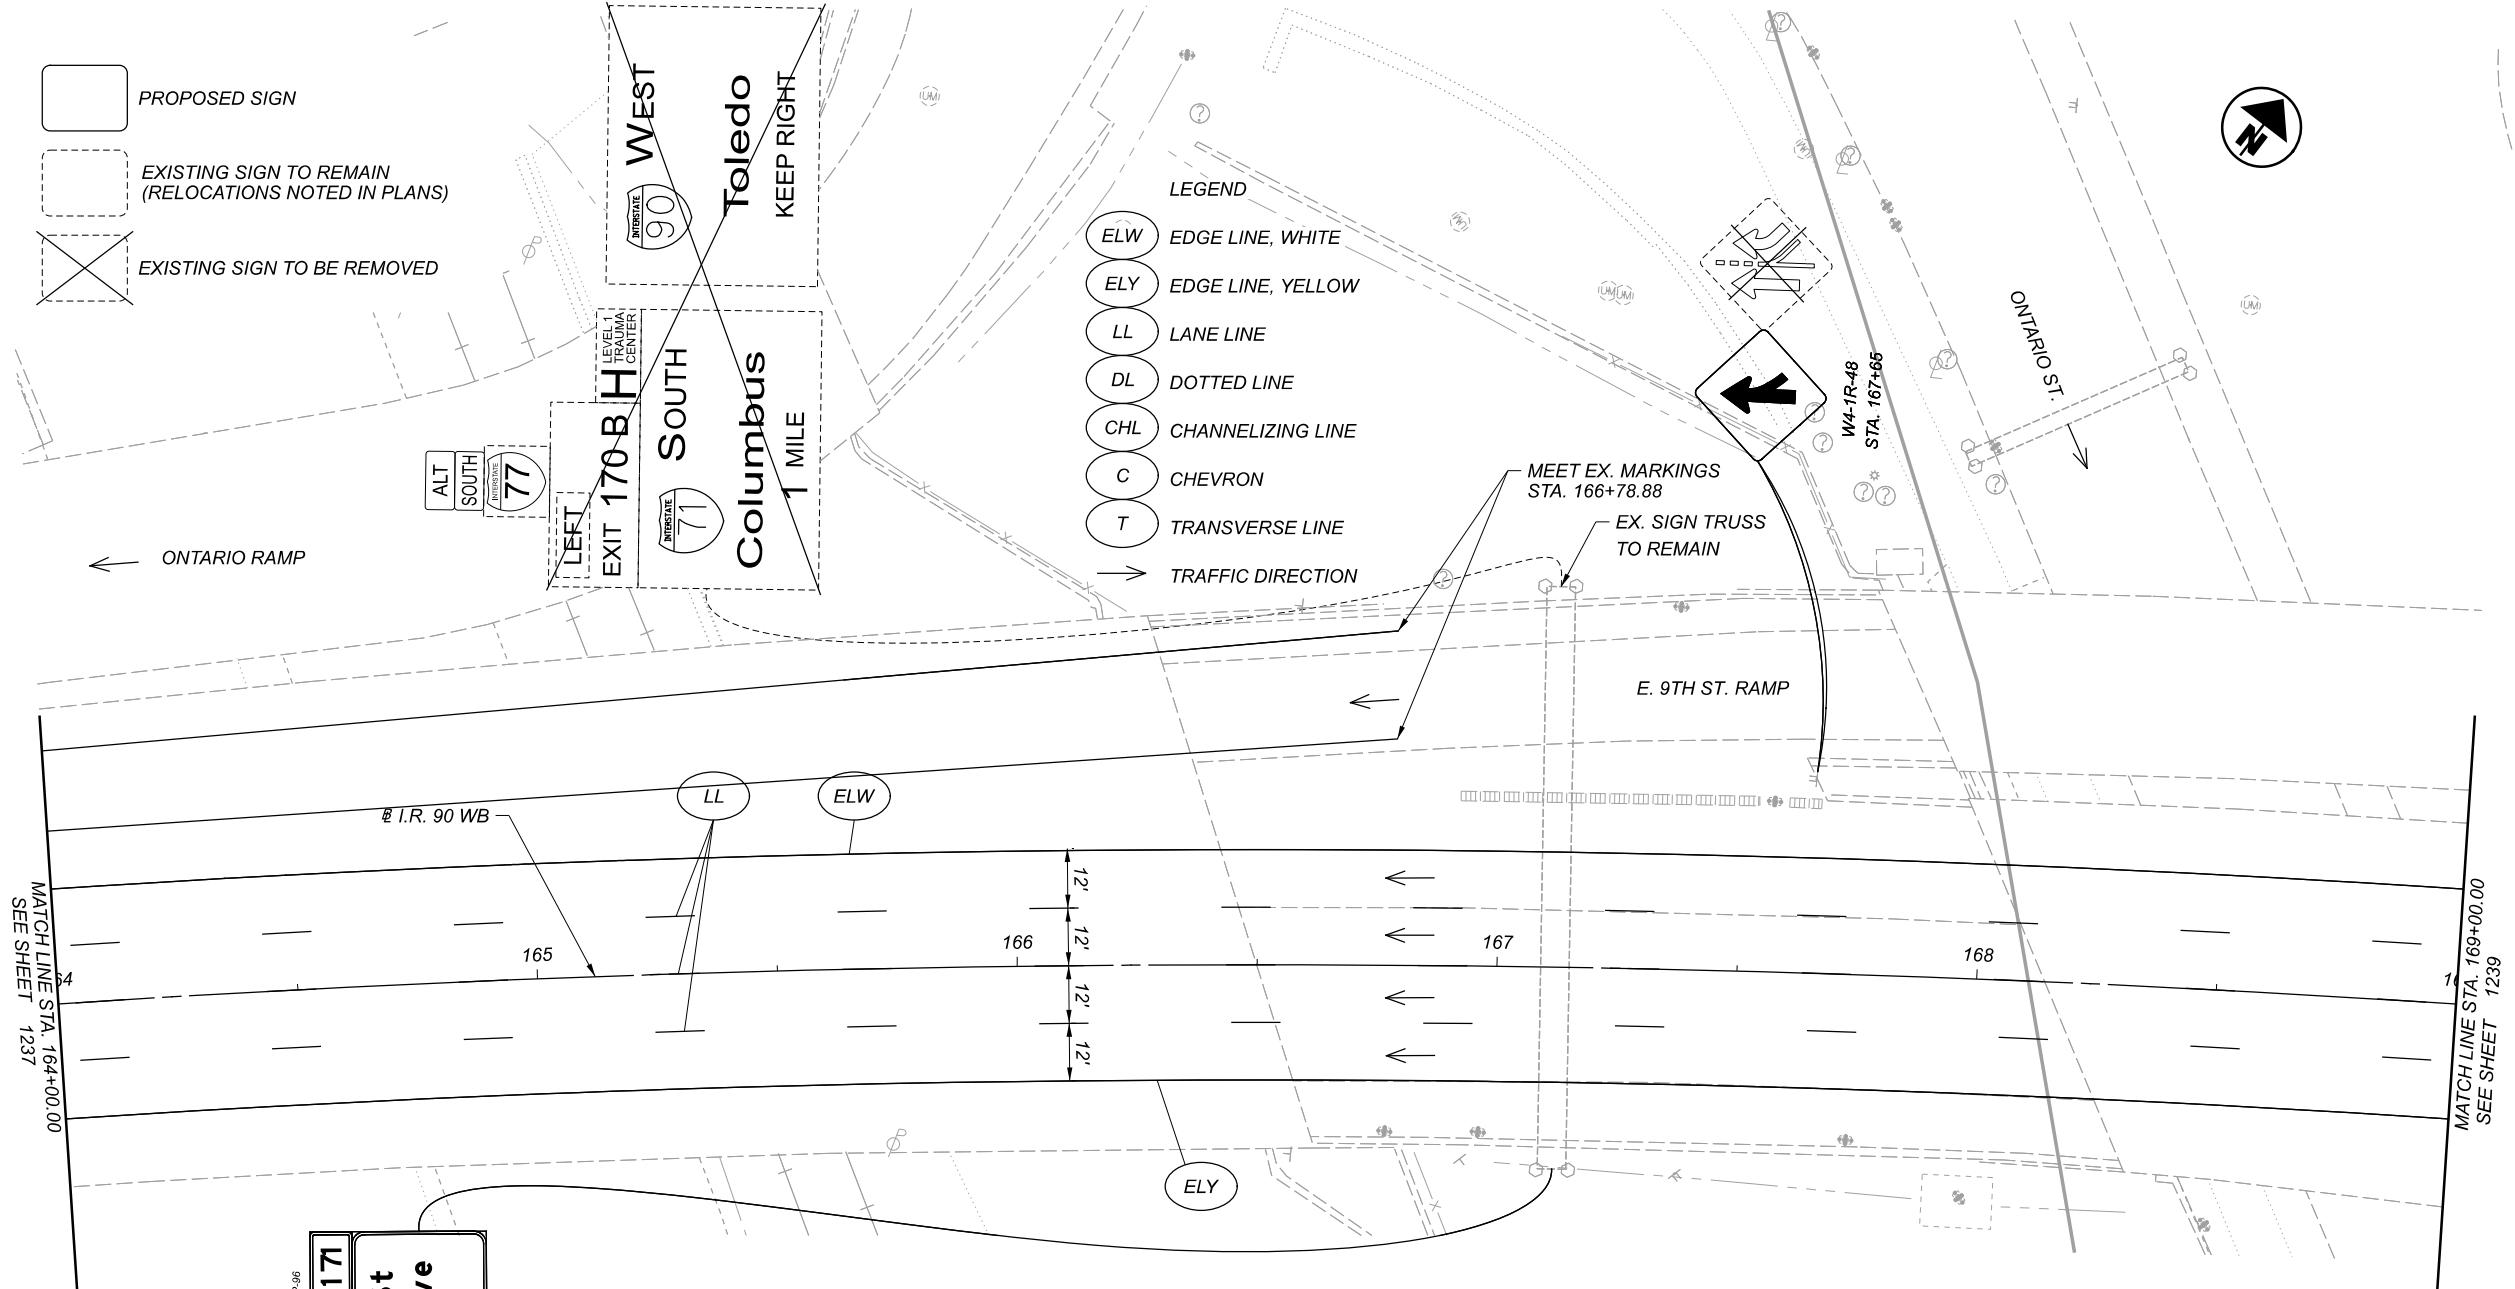 PROPOSED SIGN
EXISTING SIGN TO REMAIN
(RELOCATIONS NOTED IN PLANS)
EXISTING SIGN TO BE REMOVED
WEST
INTERSTATE
90
Toledo
KEEP RIGHT
LEVEL 1
TRAUMA
CENTER
H
ALT
SOUTH
INTERSTATE
77
LEFT
EXIT 170 B
SOUTH
INTERSTATE
71
Columbus
1 MILE
LEGEND
ELW EDGE LINE, WHITE
ELY EDGE LINE, YELLOW
LL LANE LINE
DL DOTTED LINE
CHL CHANNELIZING LINE
C CHEVRON
T TRANSVERSE LINE
TRAFFIC DIRECTION
N
ONTARIO ST.
W4-1R-48
STA. 167+65
MEET EX. MARKINGS
STA. 166+78.88
EX. SIGN TRUSS
TO REMAIN
ONTARIO RAMP
E. 9TH ST. RAMP
LL
ELW
I.R. 90 WB
12'
12'
12'
12'
64
165
166
167
168
ELY
MATCH LINE STA. 164+00.00
SEE SHEET 1237
MATCH LINE STA. 169+00.00
SEE SHEET 1239
171